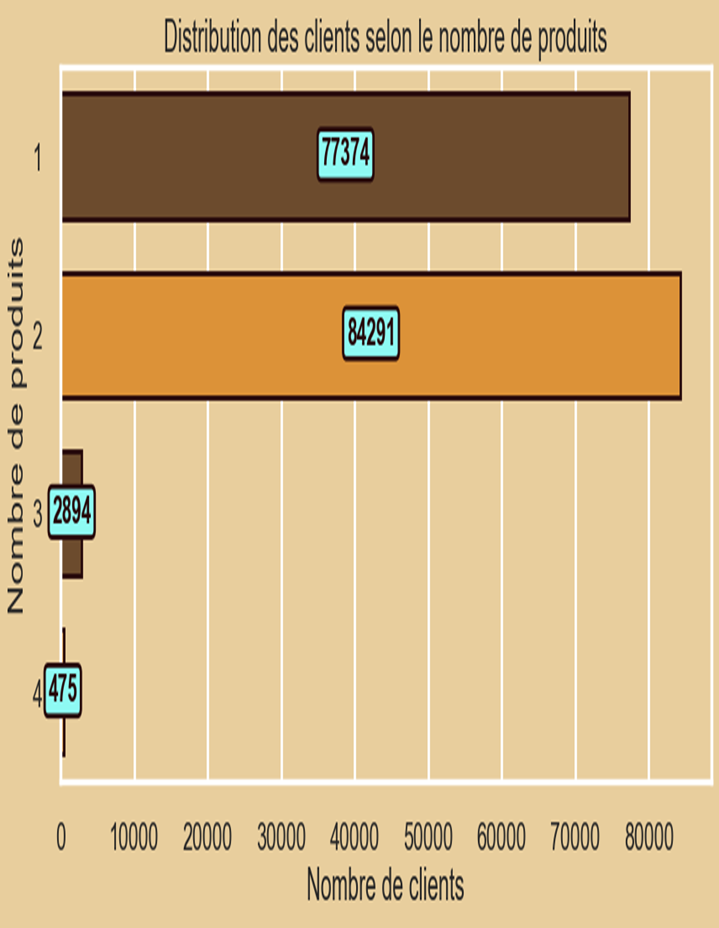 Distribution des clients selon le nombre de produits
Nombre de produits
1
77374
2
84291
3
2894
4
475
0 10000 20000 30000 40000 50000 60000 70000 80000
Nombre de clients